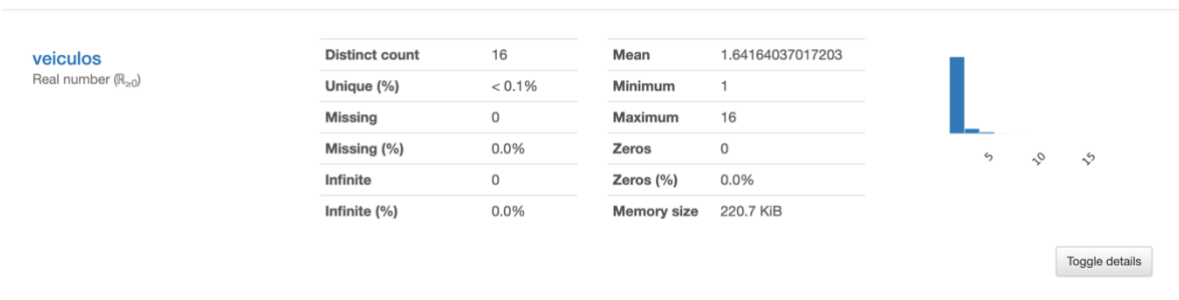 veiculos
Real number (ℝ≥0)
Distinct count 16
Unique (%) < 0.1%
Missing 0
Missing (%) 0.0%
Infinite 0
Infinite (%) 0.0%
Mean 1.64164037017203
Minimum 1
Maximum 16
Zeros 0
Zeros (%) 0.0%
Memory size 220.7 KiB
5 10 15
Toggle details